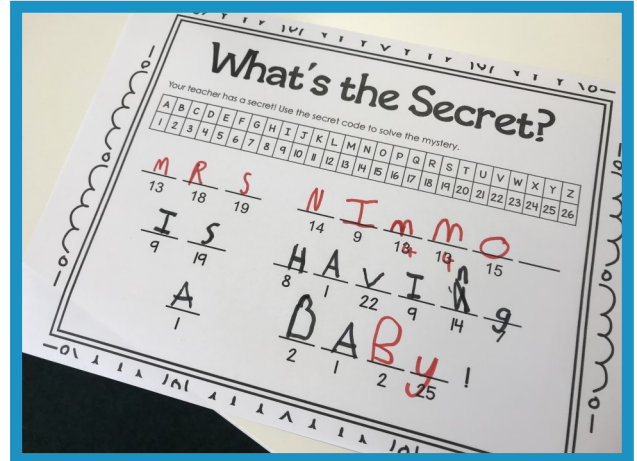 What's the Secret?
Your teacher has a secret! Use the secret code to solve the mystery.
A B C D E F G H I J K L M N O P Q R S T U V W X Y Z
1 2 3 4 5 6 7 8 9 10 11 12 13 14 15 16 17 18 19 20 21 22 23 24 25 26
M R S N I m m O
13 18 19 14 9 15
I S H A V I n g
9 19 8 1 22 9 14 7
A B A B y !
1 2 1 2 25